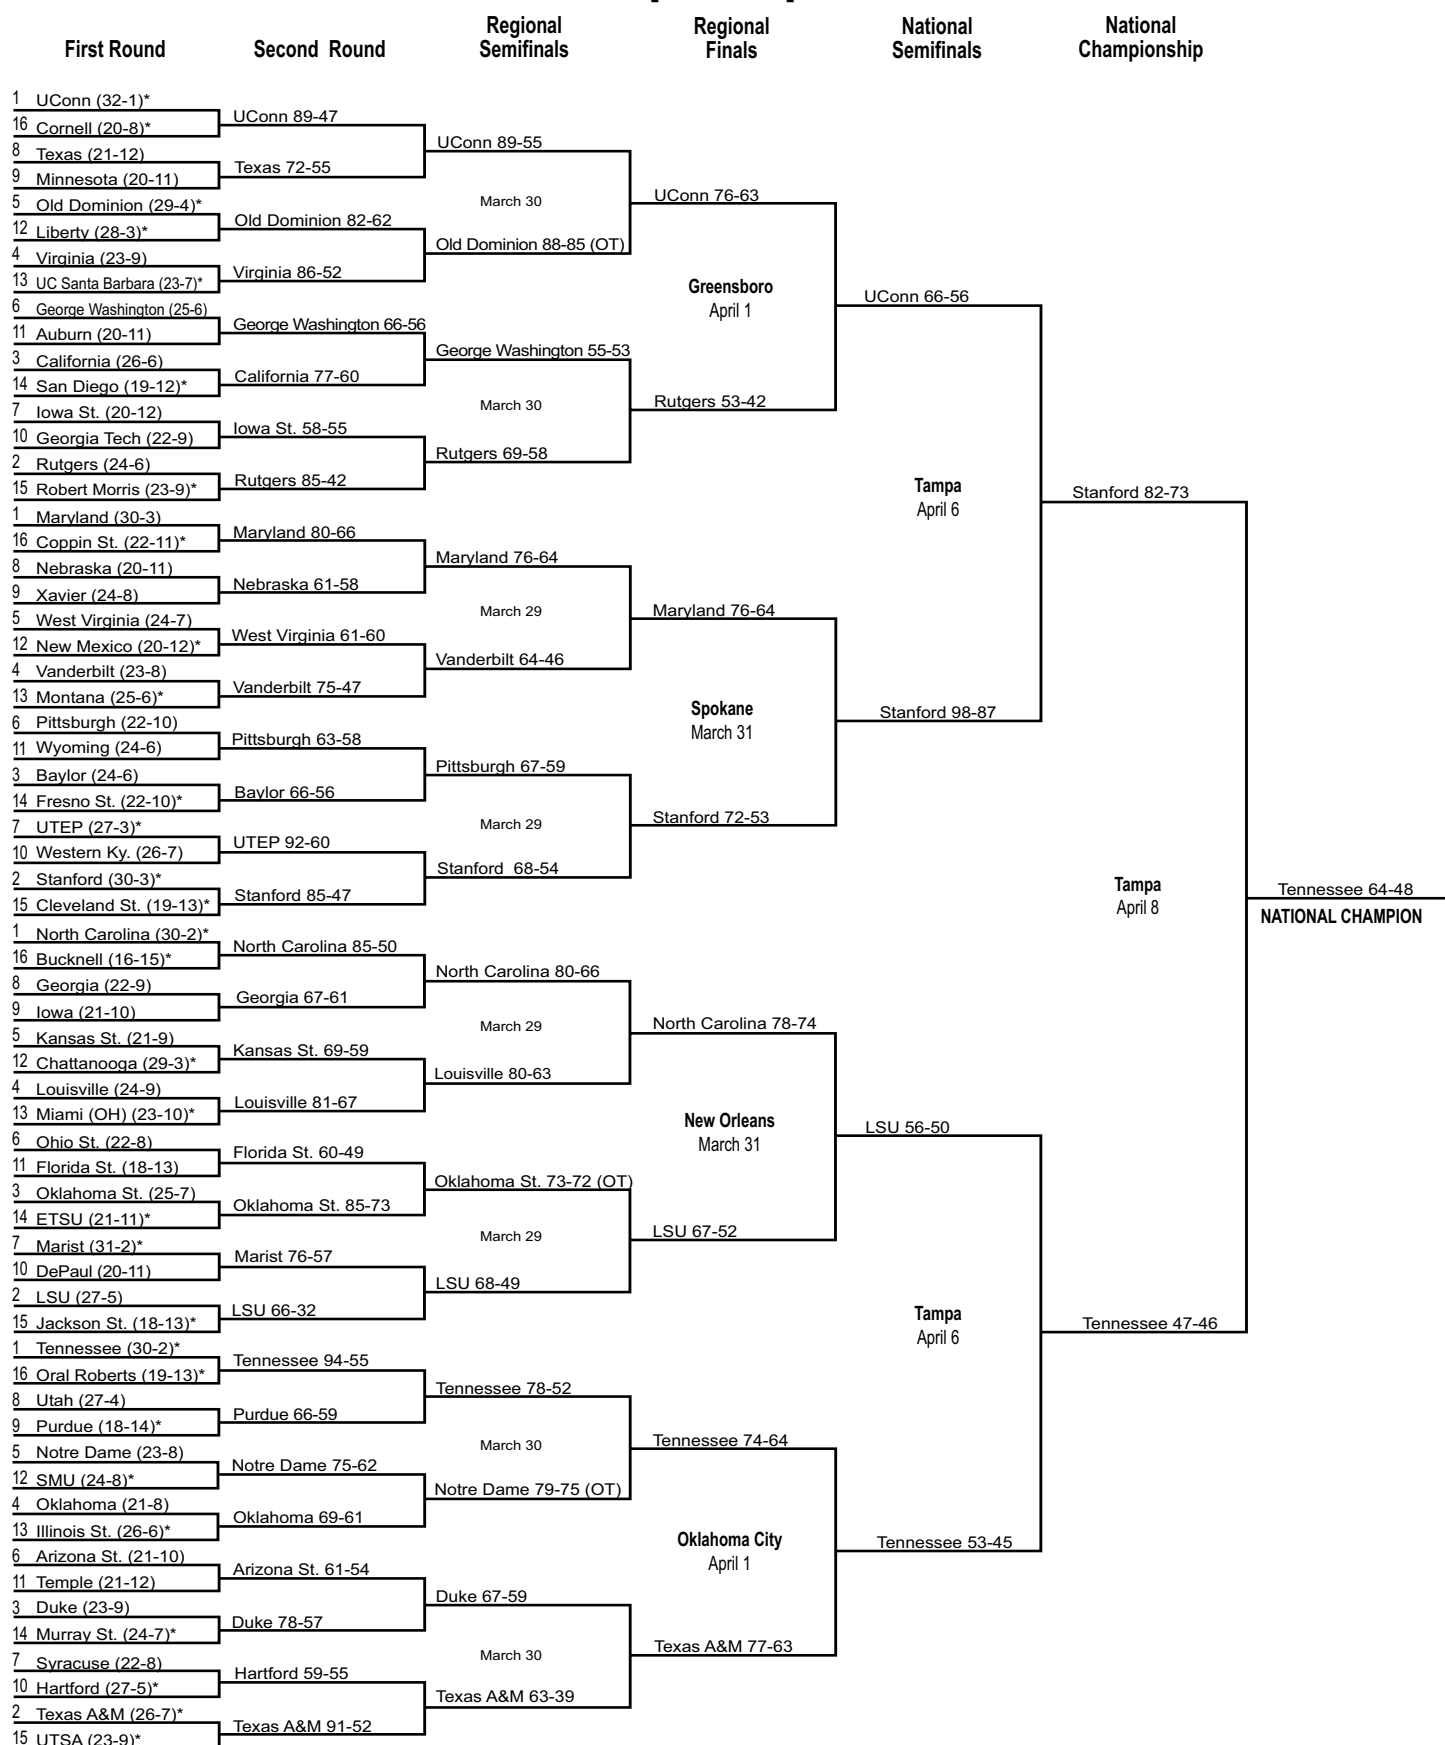 Regional
Semifinals
Regional
Finals
National
Semifinals
National
Championship
First Round
Second Round
1 UConn (32-1)*
16 Cornell (20-8)*
8 Texas (21-12)
9 Minnesota (20-11)
5 Old Dominion (29-4)*
12 Liberty (28-3)*
4 Virginia (23-9)
13 UC Santa Barbara (23-7)*
6 George Washington (25-6)
11 Auburn (20-11)
3 California (26-6)
14 San Diego (19-12)*
7 Iowa St. (20-12)
10 Georgia Tech (22-9)
2 Rutgers (24-6)
15 Robert Morris (23-9)*
1 Maryland (30-3)
16 Coppin St. (22-11)*
8 Nebraska (20-11)
9 Xavier (24-8)
5 West Virginia (24-7)
12 New Mexico (20-12)*
4 Vanderbilt (23-8)
13 Montana (25-6)*
6 Pittsburgh (22-10)
11 Wyoming (24-6)
3 Baylor (24-6)
14 Fresno St. (22-10)*
7 UTEP (27-3)*
10 Western Ky. (26-7)
2 Stanford (30-3)*
15 Cleveland St. (19-13)*
1 North Carolina (30-2)*
16 Bucknell (16-15)*
8 Georgia (22-9)
9 Iowa (21-10)
5 Kansas St. (21-9)
12 Chattanooga (29-3)*
4 Louisville (24-9)
13 Miami (OH) (23-10)*
6 Ohio St. (22-8)
11 Florida St. (18-13)
3 Oklahoma St. (25-7)
14 ETSU (21-11)*
7 Marist (31-2)*
10 DePaul (20-11)
2 LSU (27-5)
15 Jackson St. (18-13)*
1 Tennessee (30-2)*
16 Oral Roberts (19-13)*
8 Utah (27-4)
9 Purdue (18-14)*
5 Notre Dame (23-8)
12 SMU (24-8)*
4 Oklahoma (21-8)
13 Illinois St. (26-6)*
6 Arizona St. (21-10)
11 Temple (21-12)
3 Duke (23-9)
14 Murray St. (24-7)*
7 Syracuse (22-8)
10 Hartford (27-5)*
2 Texas A&M (26-7)*
15 UTSA (23-9)*
UConn 89-47
Texas 72-55
Old Dominion 82-62
Virginia 86-52
George Washington 66-56
California 77-60
Iowa St. 58-55
Rutgers 85-42
Maryland 80-66
Nebraska 61-58
West Virginia 61-60
Vanderbilt 75-47
Pittsburgh 63-58
Baylor 66-56
UTEP 92-60
Stanford 85-47
North Carolina 85-50
Georgia 67-61
Kansas St. 69-59
Louisville 81-67
Florida St. 60-49
Oklahoma St. 85-73
Marist 76-57
LSU 66-32
Tennessee 94-55
Purdue 66-59
Notre Dame 75-62
Oklahoma 69-61
Arizona St. 61-54
Duke 78-57
Hartford 59-55
Texas A&M 91-52
UConn 89-55
March 30
Old Dominion 88-85 (OT)
George Washington 55-53
March 30
Rutgers 69-58
Maryland 76-64
March 29
Vanderbilt 64-46
Pittsburgh 67-59
March 29
Stanford 68-54
North Carolina 80-66
March 29
Louisville 80-63
Oklahoma St. 73-72 (OT)
March 29
LSU 68-49
Tennessee 78-52
March 30
Notre Dame 79-75 (OT)
Duke 67-59
March 30
Texas A&M 63-39
UConn 76-63
Greensboro
April 1
Rutgers 53-42
Maryland 76-64
Spokane
March 31
Stanford 72-53
North Carolina 78-74
New Orleans
March 31
LSU 67-52
Tennessee 74-64
Oklahoma City
April 1
Texas A&M 77-63
UConn 66-56
Tampa
April 6
Stanford 98-87
LSU 56-50
Tampa
April 6
Tennessee 53-45
Stanford 82-73
Tampa
April 8
Tennessee 47-46
Tennessee 64-48
NATIONAL CHAMPION